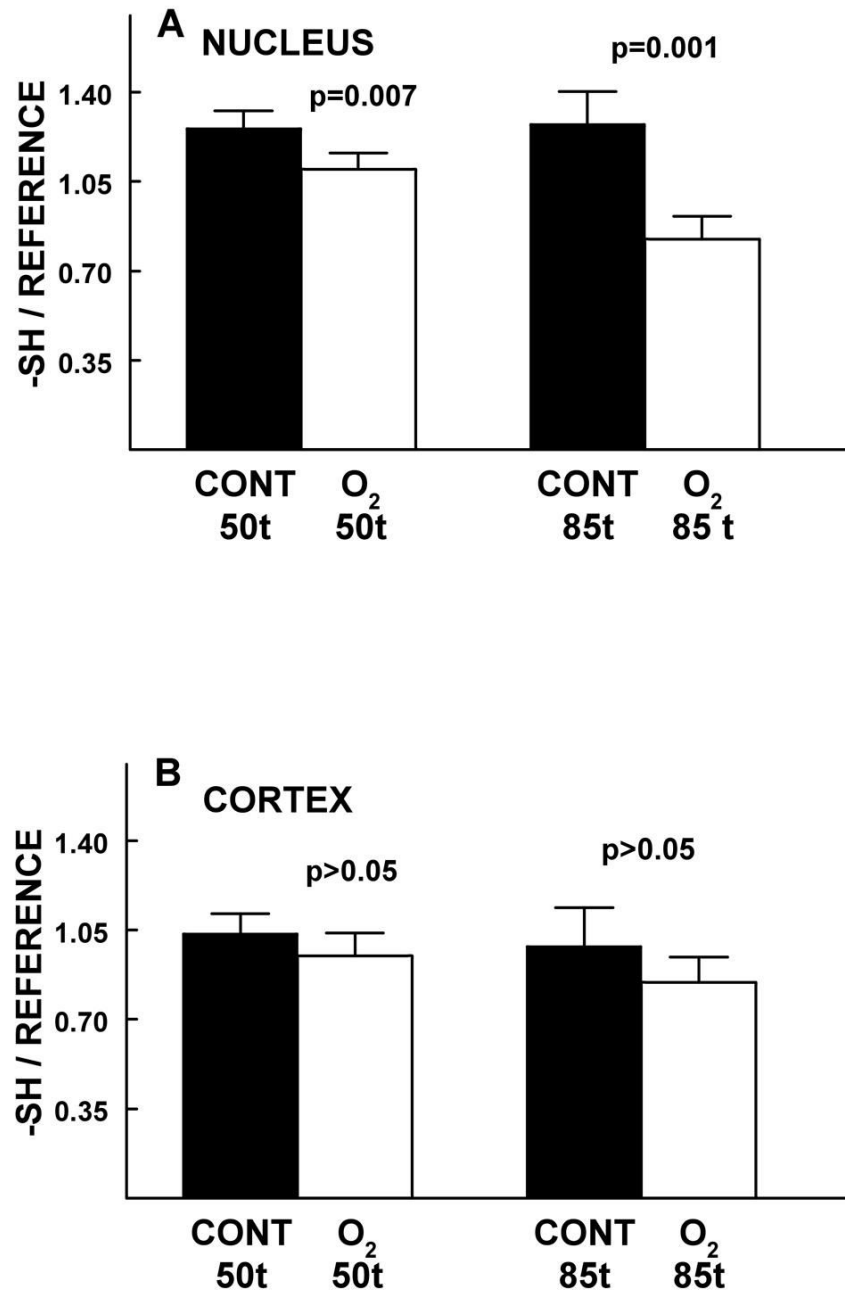 A
NUCLEUS
p=0.007
p=0.001
-SH / REFERENCE
1.40
1.05
0.70
0.35
CONT O₂ CONT O₂
50t 50t 85t 85 t
B
CORTEX
p>0.05
p>0.05
-SH / REFERENCE
1.40
1.05
0.70
0.35
CONT O₂ CONT O₂
50t 50t 85t 85t